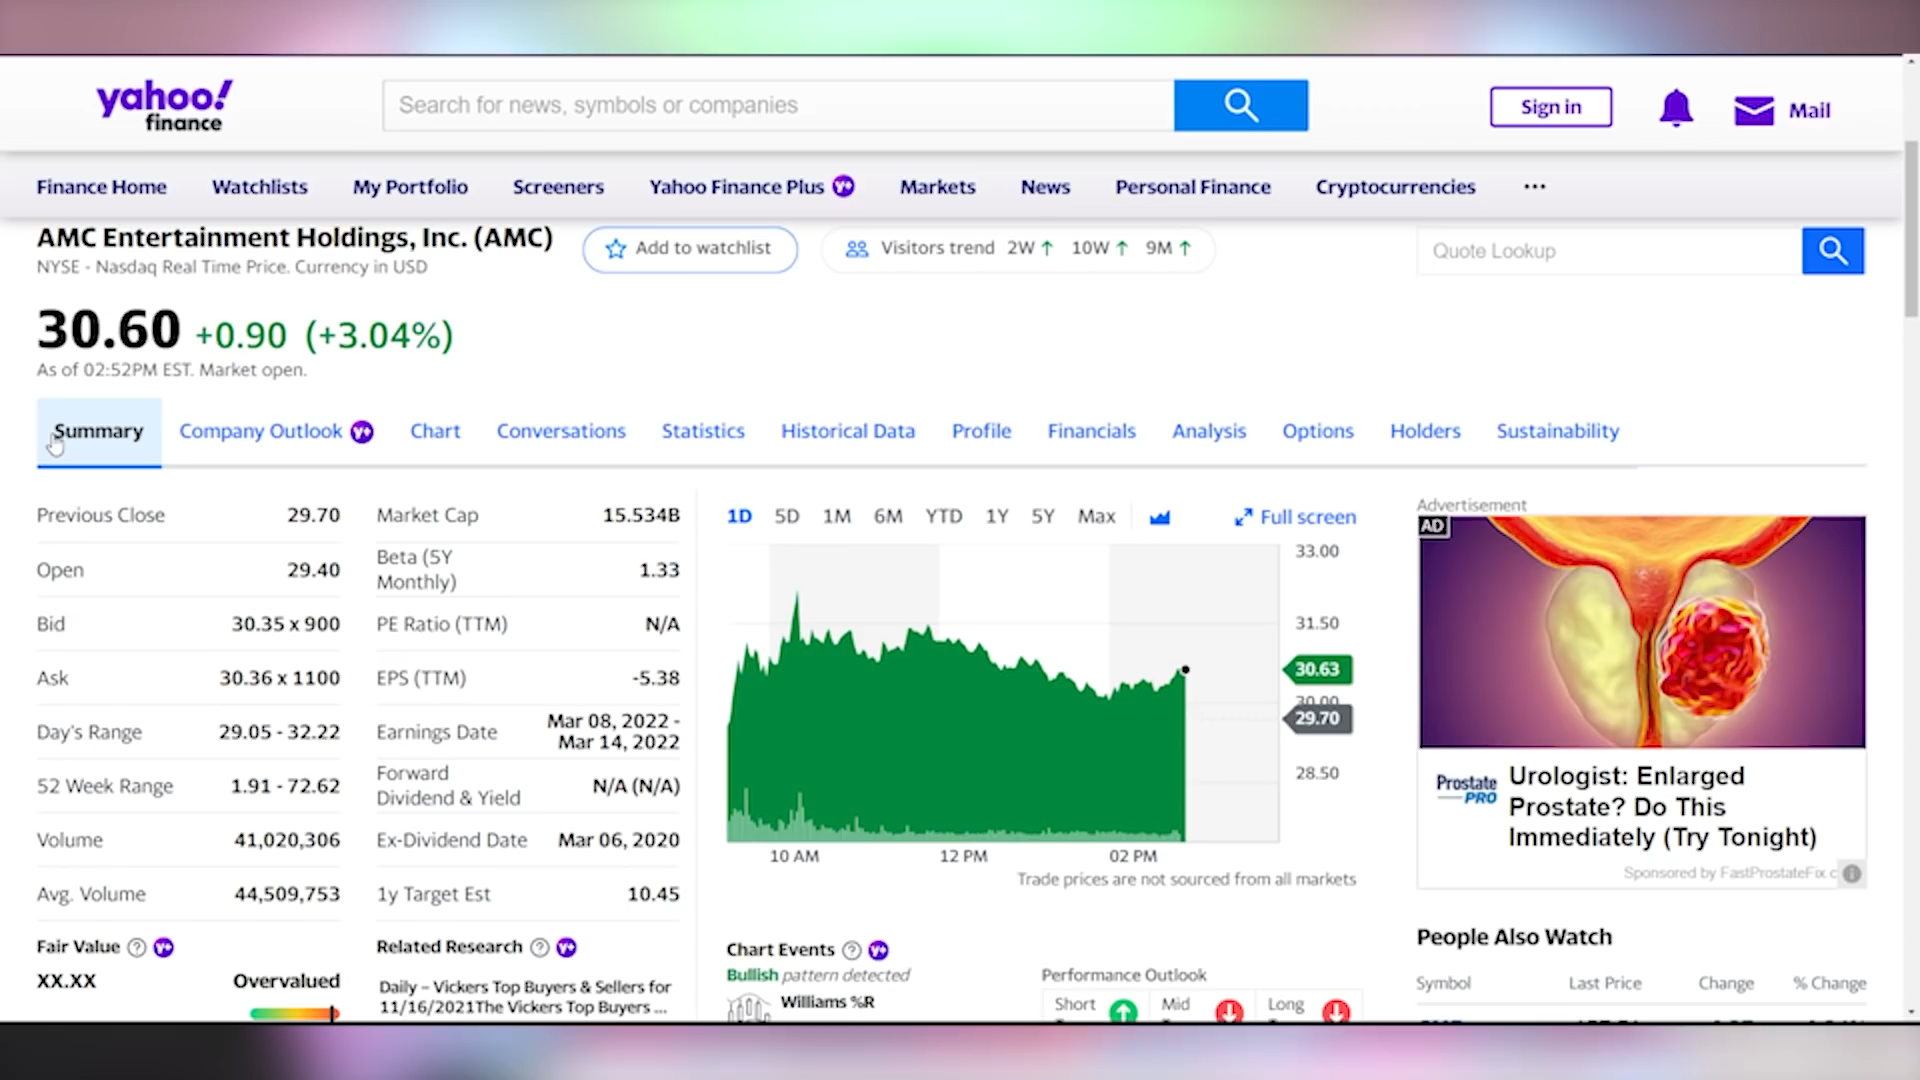 yahoo!
finance
Search for news, symbols or companies
Sign in
Mail
Finance Home
Watchlists
My Portfolio
Screeners
Yahoo Finance Plus
Markets
News
Personal Finance
Cryptocurrencies
...
AMC Entertainment Holdings, Inc. (AMC)
NYSE - Nasdaq Real Time Price. Currency in USD
Add to watchlist
Visitors trend 2W↑ 10W↑ 9M↑
Quote Lookup
30.60 +0.90 (+3.04%)
As of 02:52PM EST. Market open.
Summary
Company Outlook
Chart
Conversations
Statistics
Historical Data
Profile
Financials
Analysis
Options
Holders
Sustainability
Previous Close 29.70
Open 29.40
Bid 30.35 x 900
Ask 30.36 x 1100
Day's Range 29.05 - 32.22
52 Week Range 1.91 - 72.62
Volume 41,020,306
Avg. Volume 44,509,753
Fair Value
XX.XX Overvalued
Market Cap 15.534B
Beta (5Y
Monthly) 1.33
PE Ratio (TTM) N/A
EPS (TTM) -5.38
Earnings Date Mar 08, 2022 -
Mar 14, 2022
Forward
Dividend & Yield N/A (N/A)
Ex-Dividend Date Mar 06, 2020
1y Target Est 10.45
Related Research
Daily – Vickers Top Buyers & Sellers for
11/16/2021The Vickers Top Buyers ...
1D 5D 1M 6M YTD 1Y 5Y Max
Full screen
33.00
31.50
30.63
30.00
29.70
28.50
10 AM 12 PM 02 PM
Trade prices are not sourced from all markets
Chart Events
Bullish pattern detected
Williams %R
Performance Outlook
Short
Mid
Long
Advertisement
AD
Prostate
PRO
Urologist: Enlarged
Prostate? Do This
Immediately (Try Tonight)
Sponsored by FastProstateFix.c
People Also Watch
Symbol Last Price Change % Change